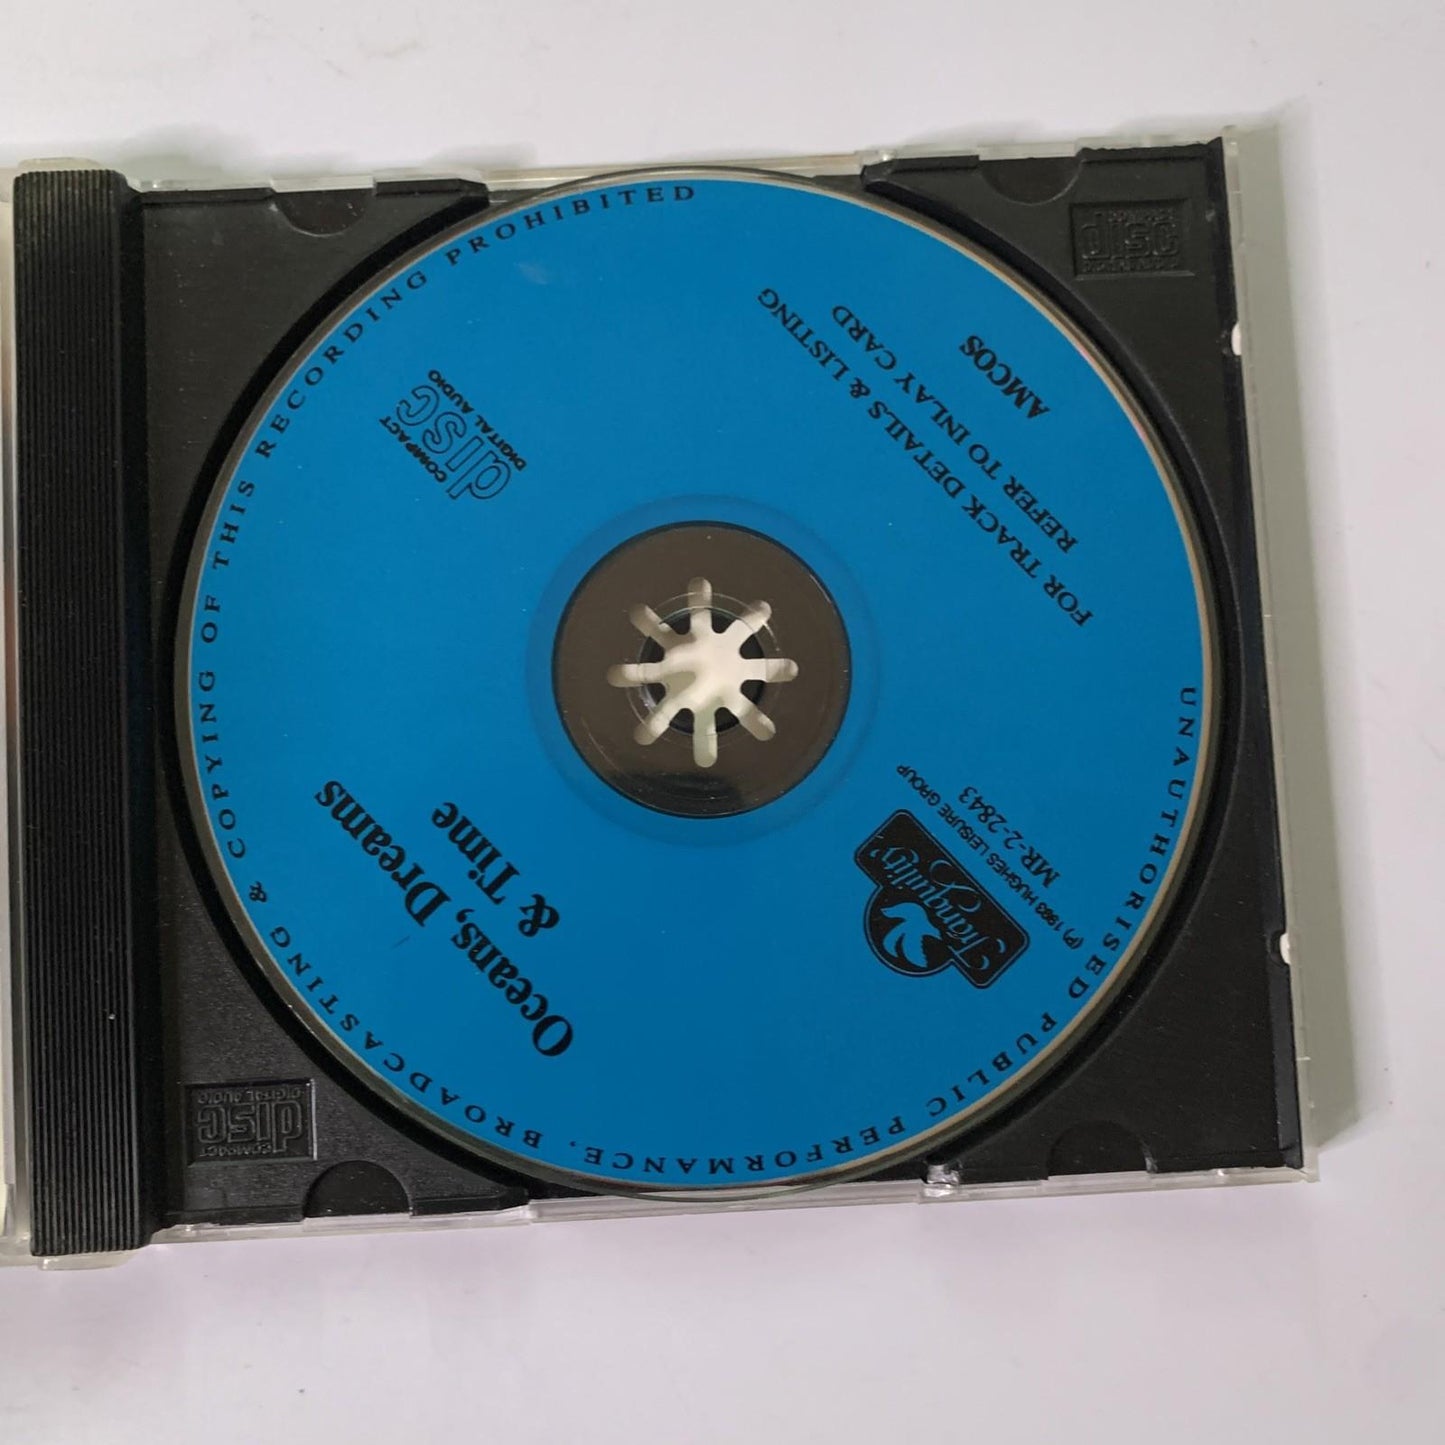 Oceans, Dreams
& Time
COMPACT
disc
DIGITAL AUDIO
Tranquility
(P) 1993 HUGHES LEISURE GROUP
MR-2-2843
FOR TRACK DETAILS & LISTING
REFER TO INLAY CARD
AMCOS
UNAUTHORISED PUBLIC PERFORMANCE, BROADCASTING & COPYING OF THIS RECORDING PROHIBITED
COMPACT
disc
DIGITAL AUDIO
disc